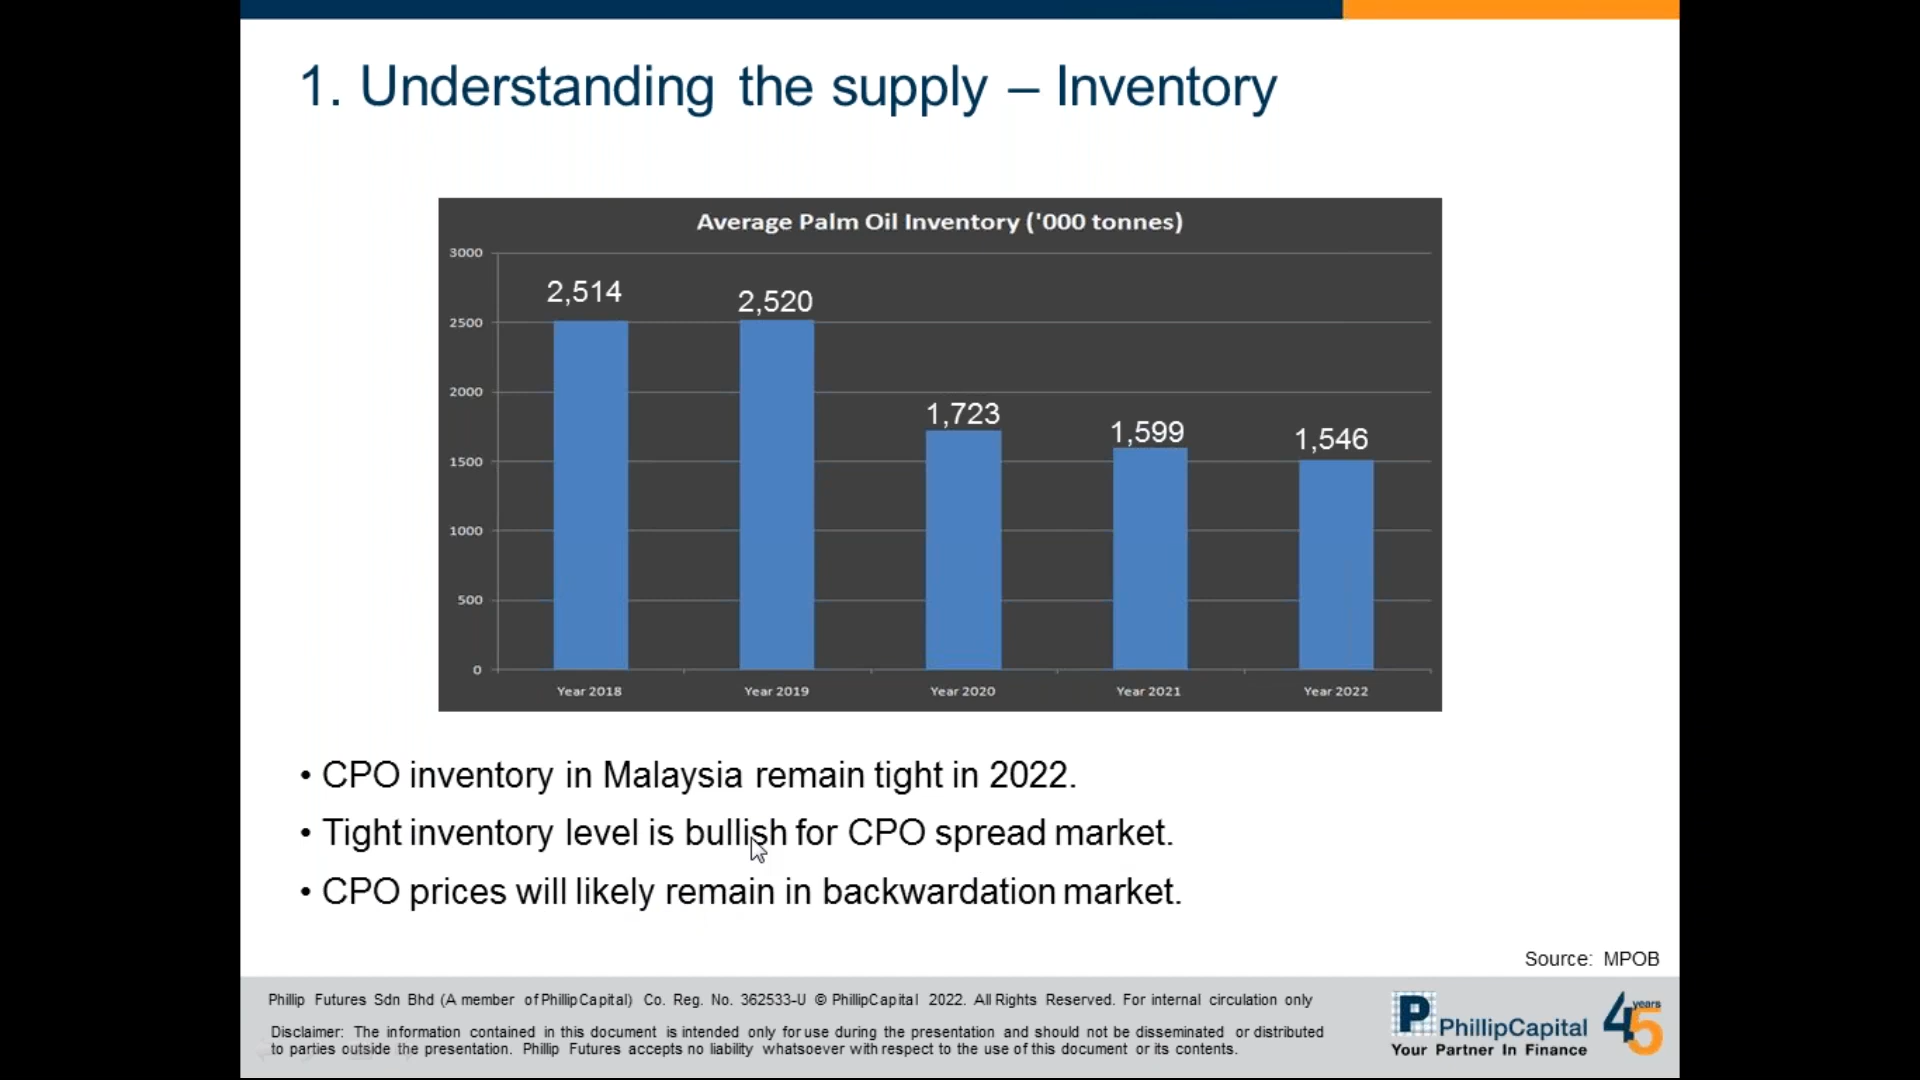 1. Understanding the supply – Inventory
Average Palm Oil Inventory ('000 tonnes)
3000
2500
2000
1500
1000
500
0
2,514
2,520
1,723
1,599
1,546
Year 2018
Year 2019
Year 2020
Year 2021
Year 2022
• CPO inventory in Malaysia remain tight in 2022.
• Tight inventory level is bullish for CPO spread market.
• CPO prices will likely remain in backwardation market.
Source: MPOB
Phillip Futures Sdn Bhd (A member of PhillipCapital) Co. Reg. No. 362533-U © PhillipCapital 2022. All Rights Reserved. For internal circulation only
Disclaimer: The information contained in this document is intended only for use during the presentation and should not be disseminated or distributed
to parties outside the presentation. Phillip Futures accepts no liability whatsoever with respect to the use of this document or its contents.
P PhillipCapital
Your Partner In Finance
45 years